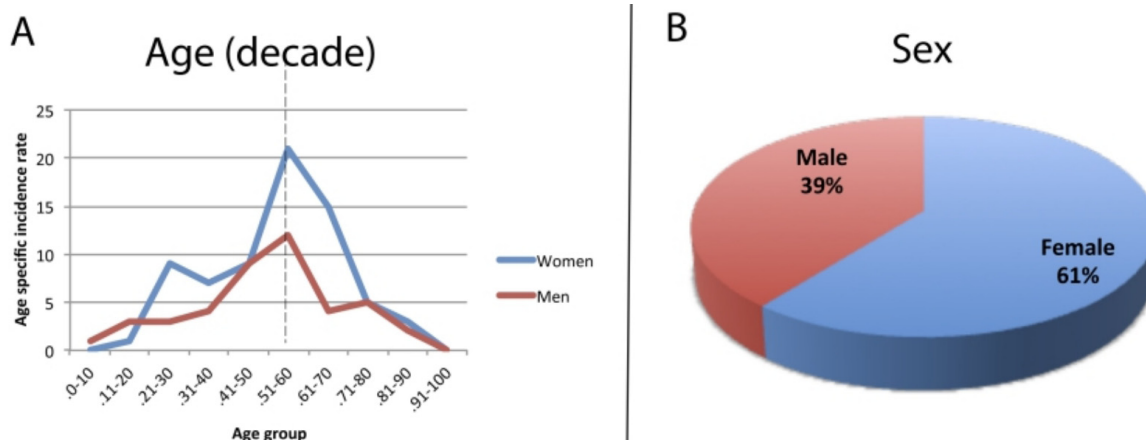 A
Age (decade)
25
20
15
10
5
0
Age specific incidence rate
.0-10
.11-20
.21-30
.31-40
.41-50
.51-60
.61-70
.71-80
.81-90
.91-100
Age group
Women
Men
B
Sex
Male
39%
Female
61%